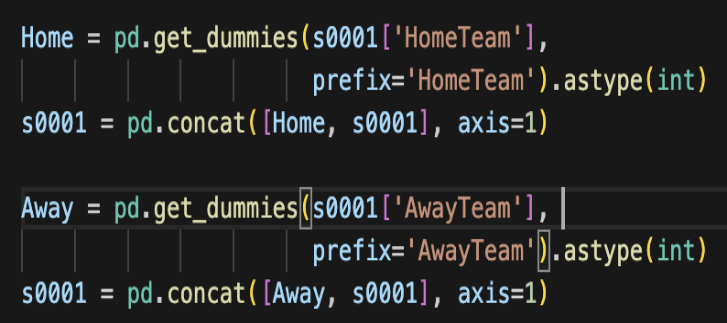 Home = pd.get_dummies(s0001['HomeTeam'],
                      prefix='HomeTeam').astype(int)
s0001 = pd.concat([Home, s0001], axis=1)

Away = pd.get_dummies(s0001['AwayTeam'],
                      prefix='AwayTeam').astype(int)
s0001 = pd.concat([Away, s0001], axis=1)